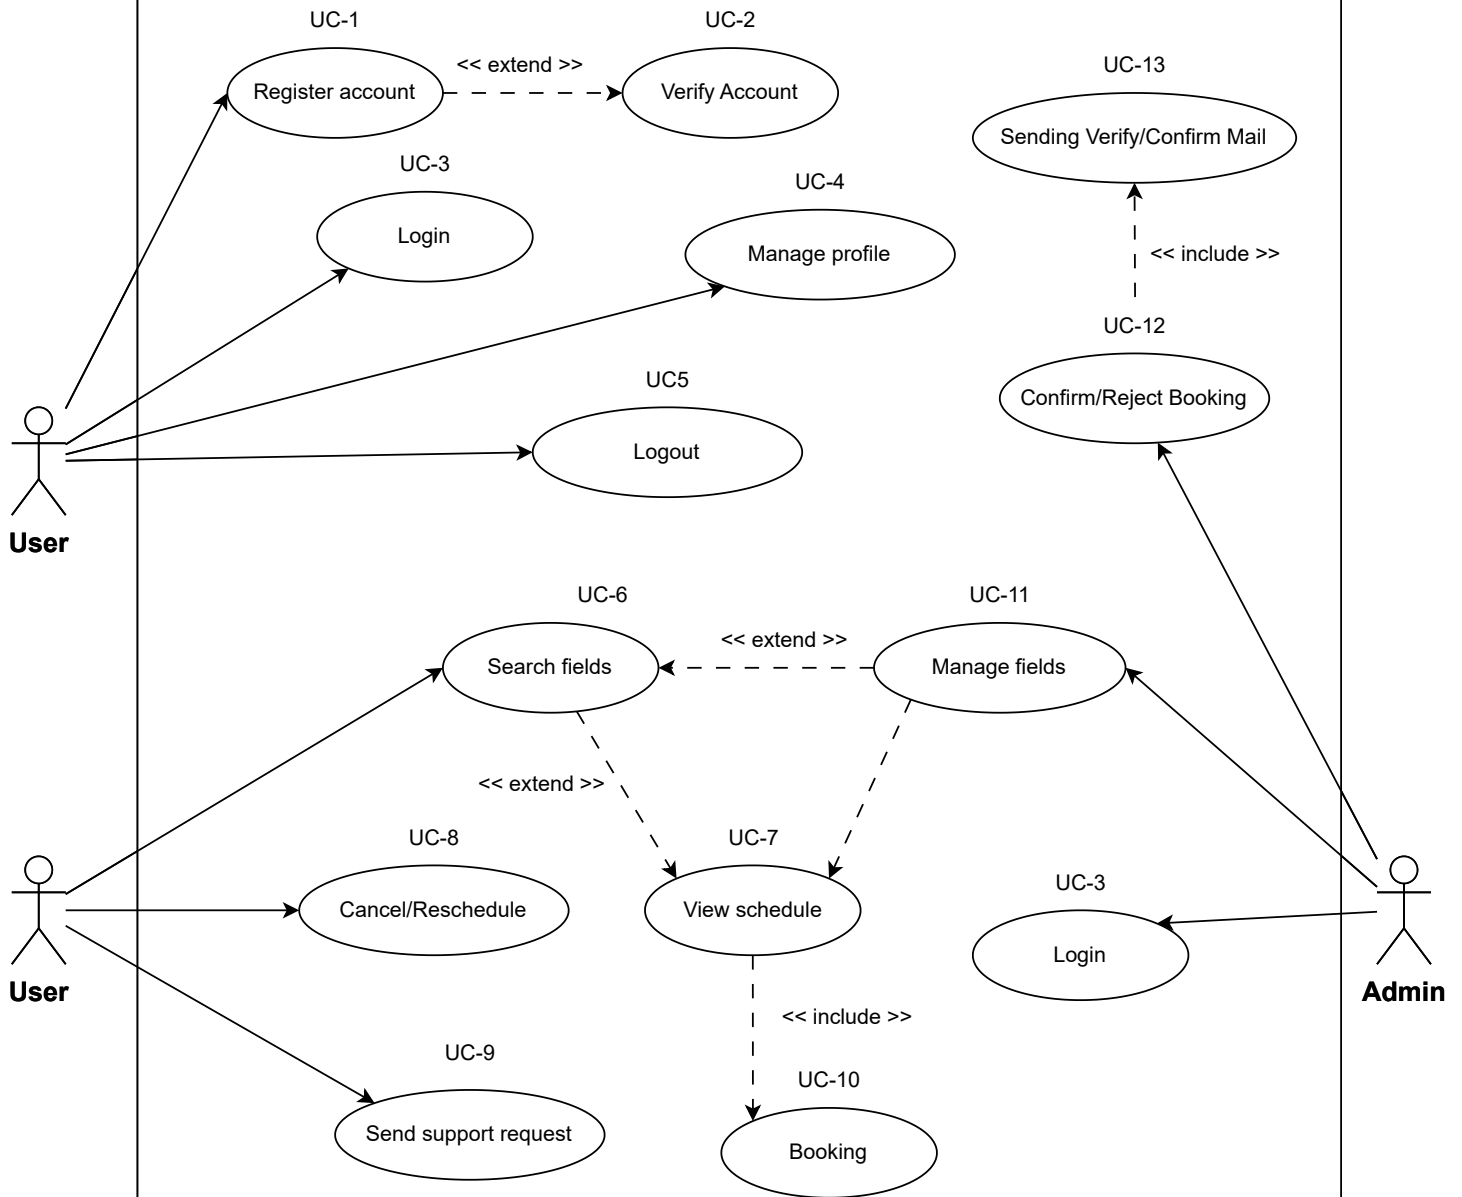 UC-1
UC-2
Register account
<< extend >>
Verify Account
UC-13
Sending Verify/Confirm Mail
UC-3
Login
UC-4
Manage profile
<< include >>
UC-12
Confirm/Reject Booking
UC5
Logout
User
UC-6
UC-11
Search fields
<< extend >>
Manage fields
<< extend >>
UC-8
UC-7
UC-3
Cancel/Reschedule
View schedule
Login
User
Admin
<< include >>
UC-9
UC-10
Send support request
Booking